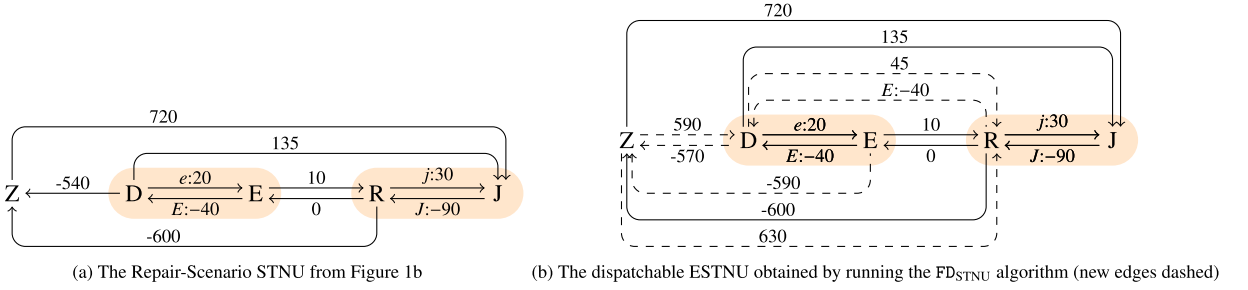 720
135
-540
e:20
10
j:30
Z
D
E
R
J
E:−40
0
J:−90
-600
(a) The Repair-Scenario STNU from Figure 1b
720
135
45
E:−40
590
e:20
10
j:30
Z
D
E
R
J
-570
E:−40
0
J:−90
-590
-600
630
(b) The dispatchable ESTNU obtained by running the FDSTNU algorithm (new edges dashed)